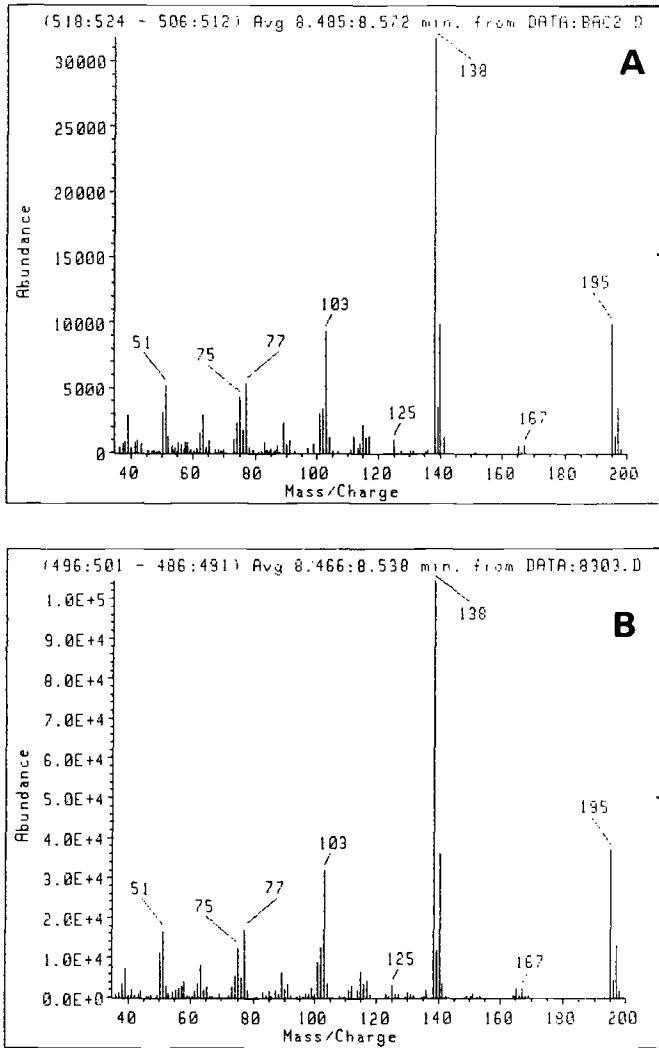 (518:524 - 506:512) Avg 8.485:8.572 min. from DATA:BAC2.D
A
138
30000
25000
20000
15000
10000
5000
0
Abundance
195
103
51
75
77
125
167
40 60 80 100 120 140 160 180 200
Mass/Charge
(496:501 - 486:491) Avg 8.466:8.538 min. from DATA:8303.D
B
138
1.0E+5
9.0E+4
8.0E+4
7.0E+4
6.0E+4
5.0E+4
4.0E+4
3.0E+4
2.0E+4
1.0E+4
0.0E+0
Abundance
195
103
51
75
77
125
167
40 60 80 100 120 140 160 180 200
Mass/Charge